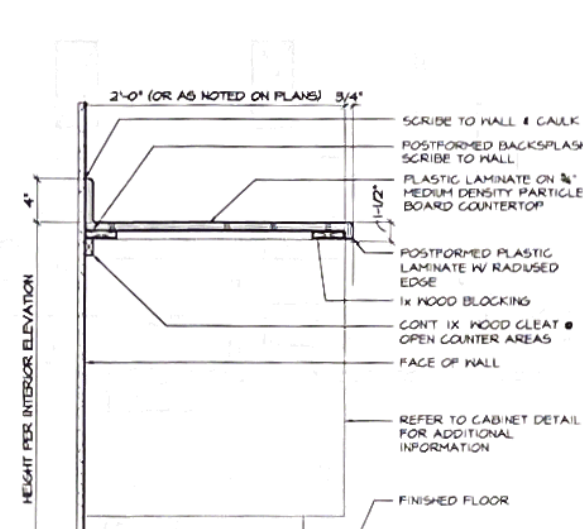 2'-0" (OR AS NOTED ON PLANS) 3/4"
SCRIBE TO WALL & CAULK
POSTFORMED BACKSPLASH
SCRIBE TO WALL
PLASTIC LAMINATE ON ¾"
MEDIUM DENSITY PARTICLE
BOARD COUNTERTOP
4"
1-1/2"
POSTFORMED PLASTIC
LAMINATE W/ RADIUSED
EDGE
1x WOOD BLOCKING
CON'T 1X WOOD CLEAT @
OPEN COUNTER AREAS
FACE OF WALL
HEIGHT PER INTERIOR ELEVATION
REFER TO CABINET DETAIL
FOR ADDITIONAL
INFORMATION
FINISHED FLOOR